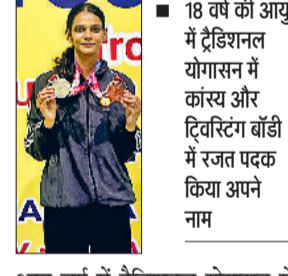 ■ 18 वर्ष की आयु
में ट्रैडिशनल
योगासन में
कांस्य और
ट्विस्टिंग बॉडी
में रजत पदक
किया अपने
नाम